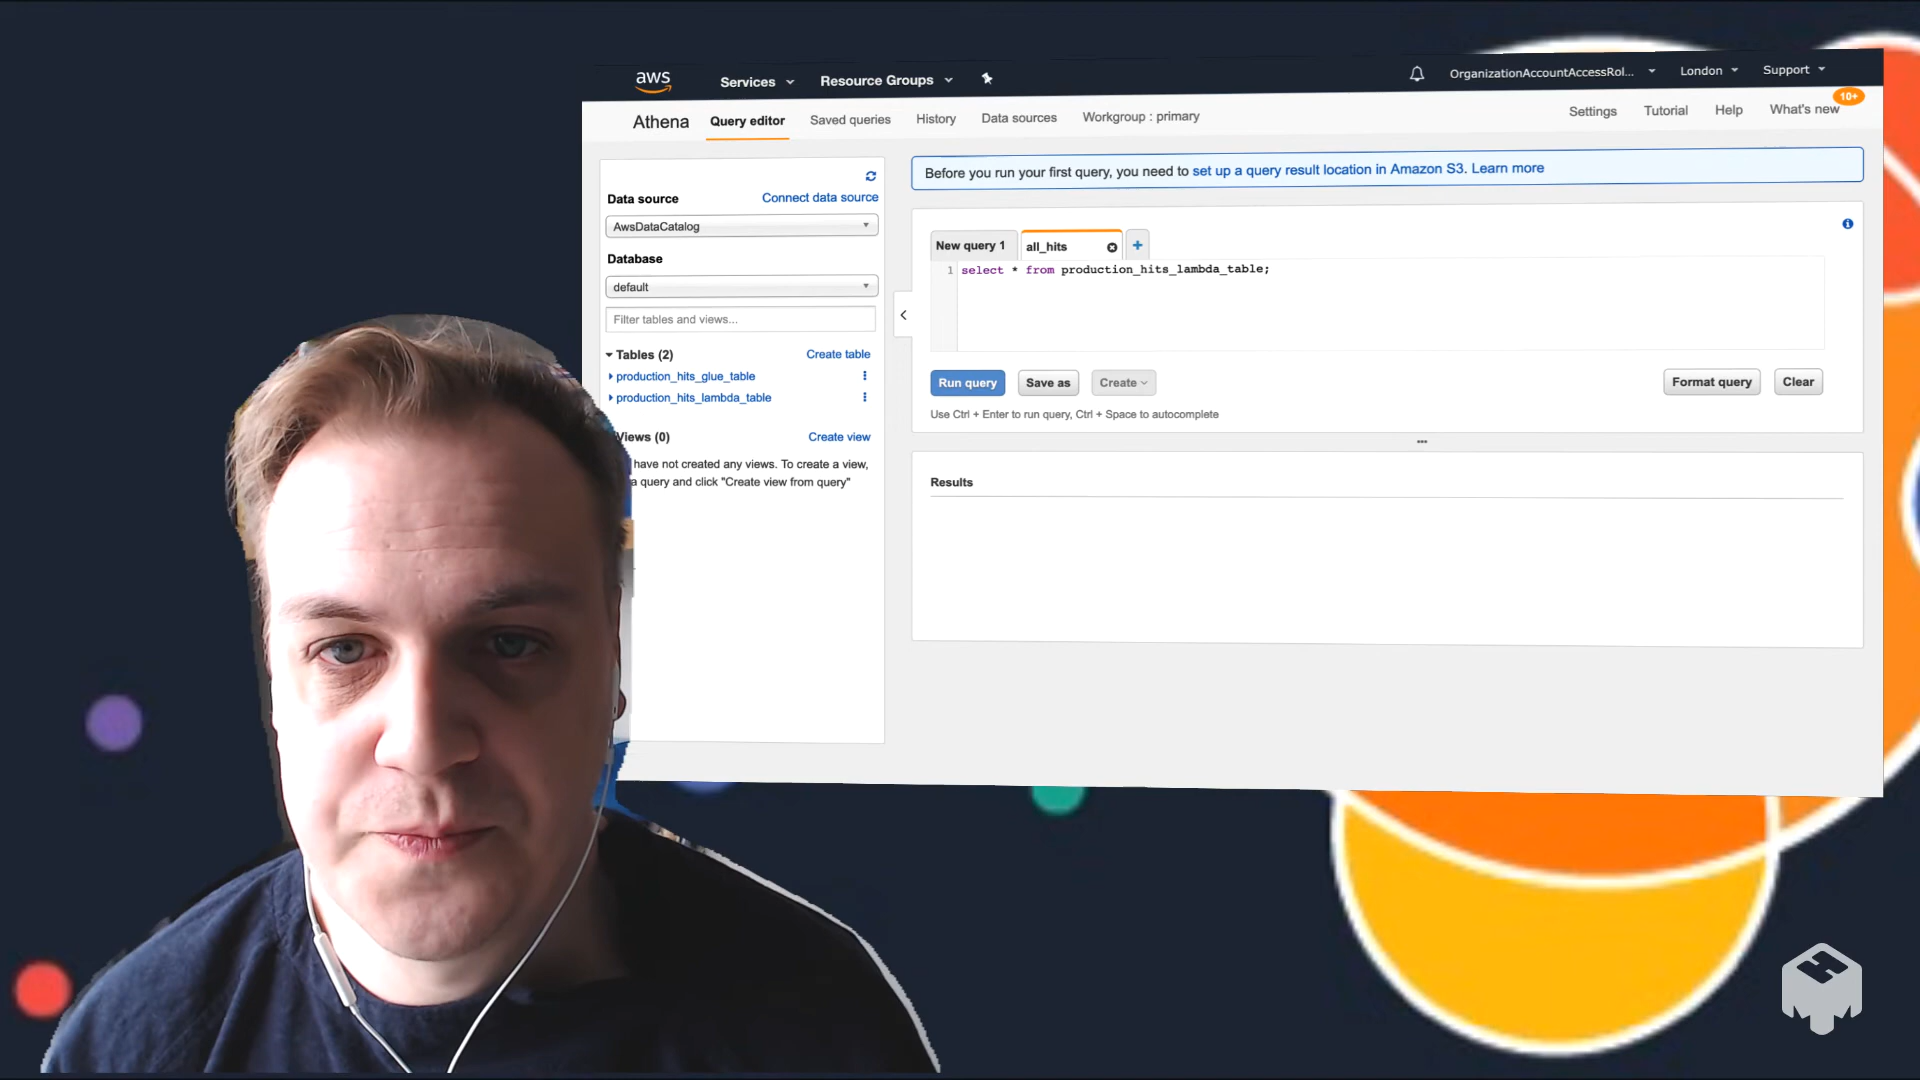 aws Services Resource Groups OrganizationAccountAccessRol... London Support
Athena Query editor Saved queries History Data sources Workgroup : primary Settings Tutorial Help What's new 10+
Before you run your first query, you need to set up a query result location in Amazon S3. Learn more
Data source Connect data source
AwsDataCatalog
Database
default
Filter tables and views...
Tables (2) Create table
production_hits_glue_table
production_hits_lambda_table
Views (0) Create view
have not created any views. To create a view,
a query and click "Create view from query"
New query 1 all_hits +
1 select * from production_hits_lambda_table;
Run query Save as Create Format query Clear
Use Ctrl + Enter to run query, Ctrl + Space to autocomplete
Results